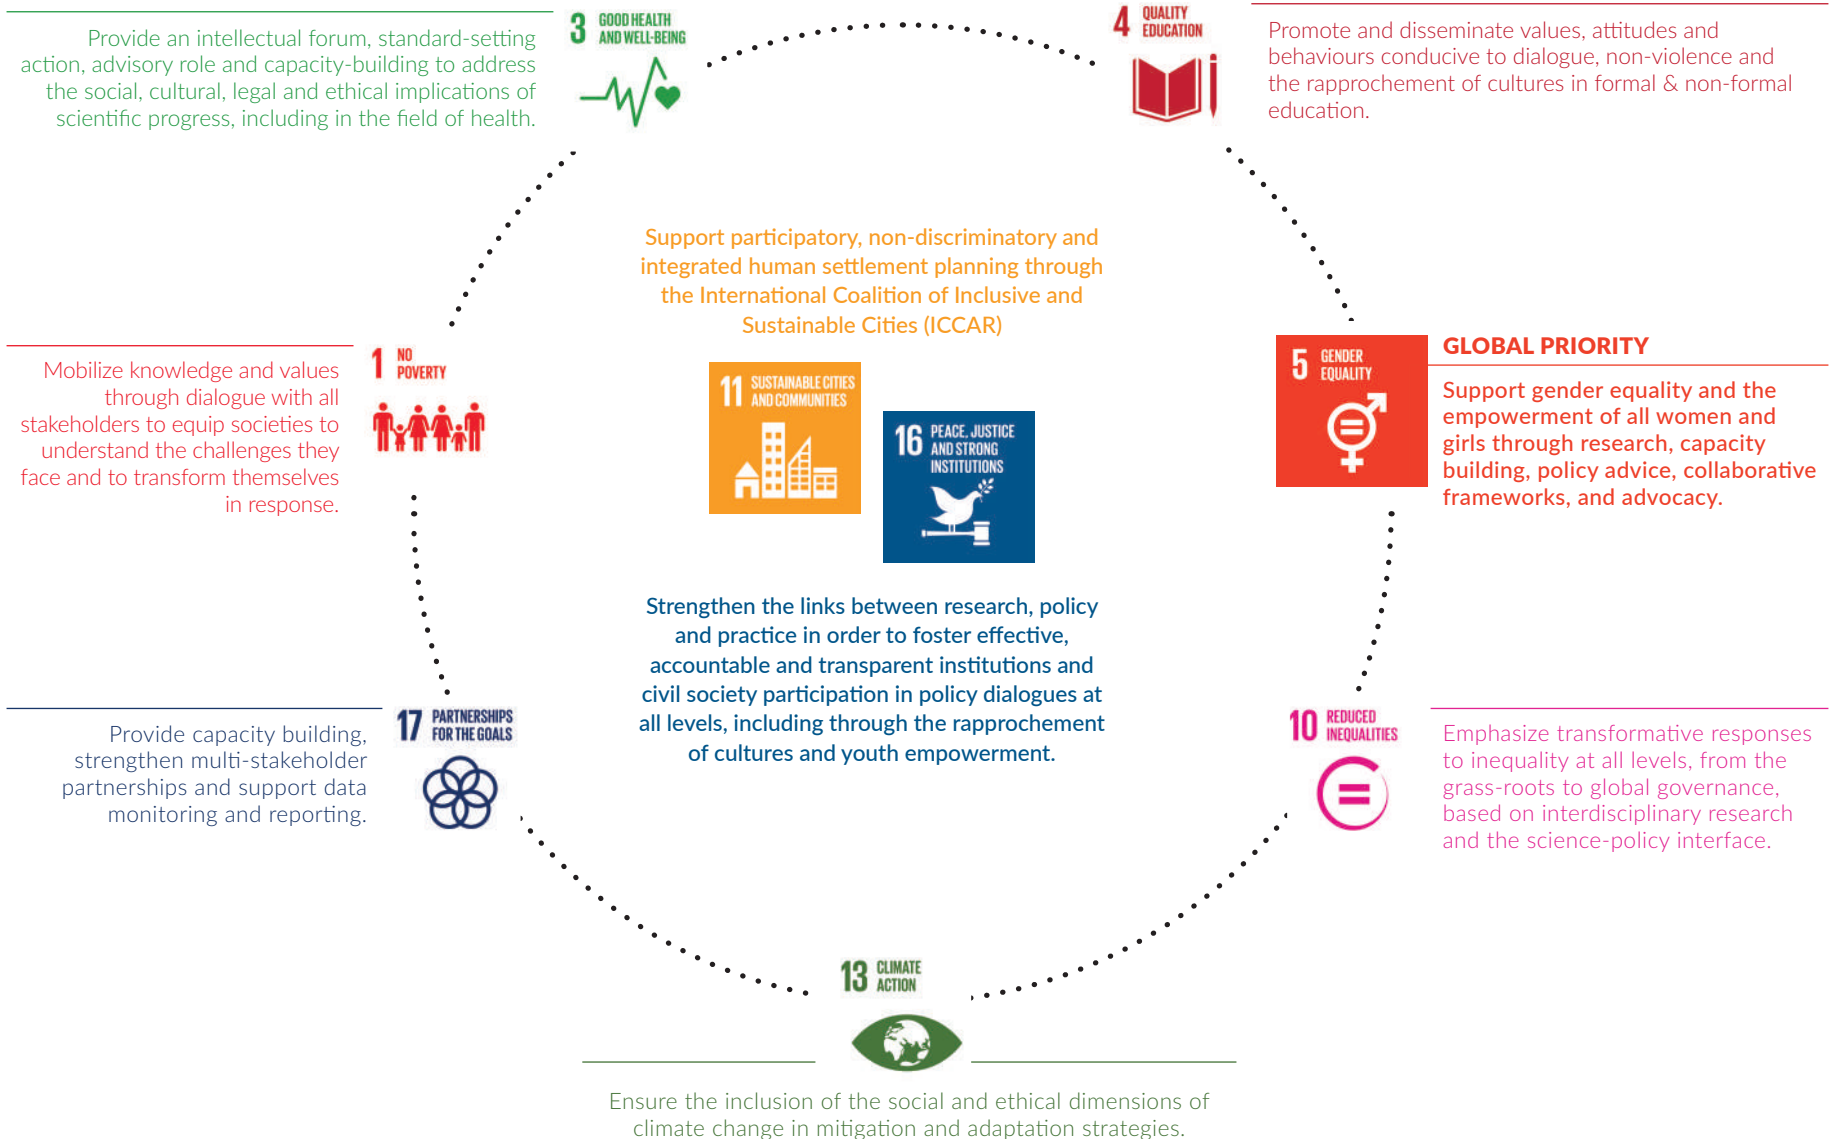 3 GOOD HEALTH
AND WELL-BEING
Provide an intellectual forum, standard-setting
action, advisory role and capacity-building to address
the social, cultural, legal and ethical implications of
scientific progress, including in the field of health.
4 QUALITY
EDUCATION
Promote and disseminate values, attitudes and
behaviours conducive to dialogue, non-violence and
the rapprochement of cultures in formal & non-formal
education.
Support participatory, non-discriminatory and
integrated human settlement planning through
the International Coalition of Inclusive and
Sustainable Cities (ICCAR)
1 NO
POVERTY
Mobilize knowledge and values
through dialogue with all
stakeholders to equip societies to
understand the challenges they
face and to transform themselves
in response.
11 SUSTAINABLE CITIES
AND COMMUNITIES
16 PEACE, JUSTICE
AND STRONG
INSTITUTIONS
5 GENDER
EQUALITY
GLOBAL PRIORITY
Support gender equality and the
empowerment of all women and
girls through research, capacity
building, policy advice, collaborative
frameworks, and advocacy.
Strengthen the links between research, policy
and practice in order to foster effective,
accountable and transparent institutions and
civil society participation in policy dialogues at
all levels, including through the rapprochement
of cultures and youth empowerment.
17 PARTNERSHIPS
FOR THE GOALS
Provide capacity building,
strengthen multi-stakeholder
partnerships and support data
monitoring and reporting.
10 REDUCED
INEQUALITIES
Emphasize transformative responses
to inequality at all levels, from the
grass-roots to global governance,
based on interdisciplinary research
and the science-policy interface.
13 CLIMATE
ACTION
Ensure the inclusion of the social and ethical dimensions of
climate change in mitigation and adaptation strategies.